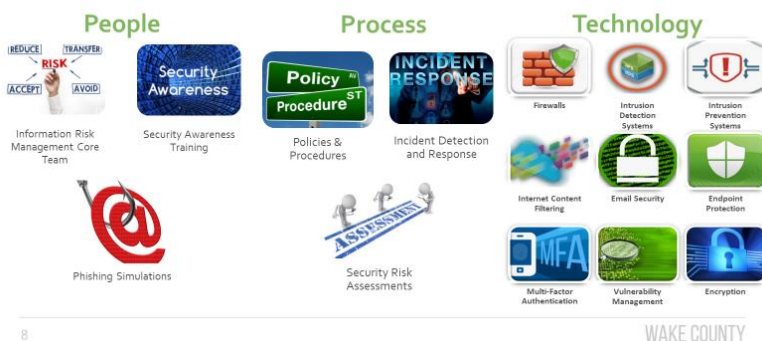 People
Process
Technology
REDUCE
TRANSFER
RISK
ACCEPT
AVOID
Information Risk
Management Core
Team
Security
Awareness
Security Awareness
Training
@
Phishing Simulations
Policy AV
Procedure ST
Policies &
Procedures
INCIDENT
RESPONSE
Incident Detection
and Response
ASSESSMENT
Security Risk
Assessments
Firewalls
Intrusion
Detection
Systems
Intrusion
Prevention
Systems
Internet Content
Filtering
Email Security
Endpoint
Protection
MFA
Multi-Factor
Authentication
Vulnerability
Management
Encryption
8
WAKE COUNTY